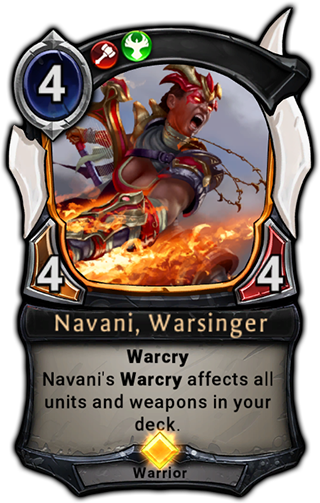 4
4
4
Navani, Warsinger
Warcry
Navani's Warcry affects all
units and weapons in your
deck.
Warrior